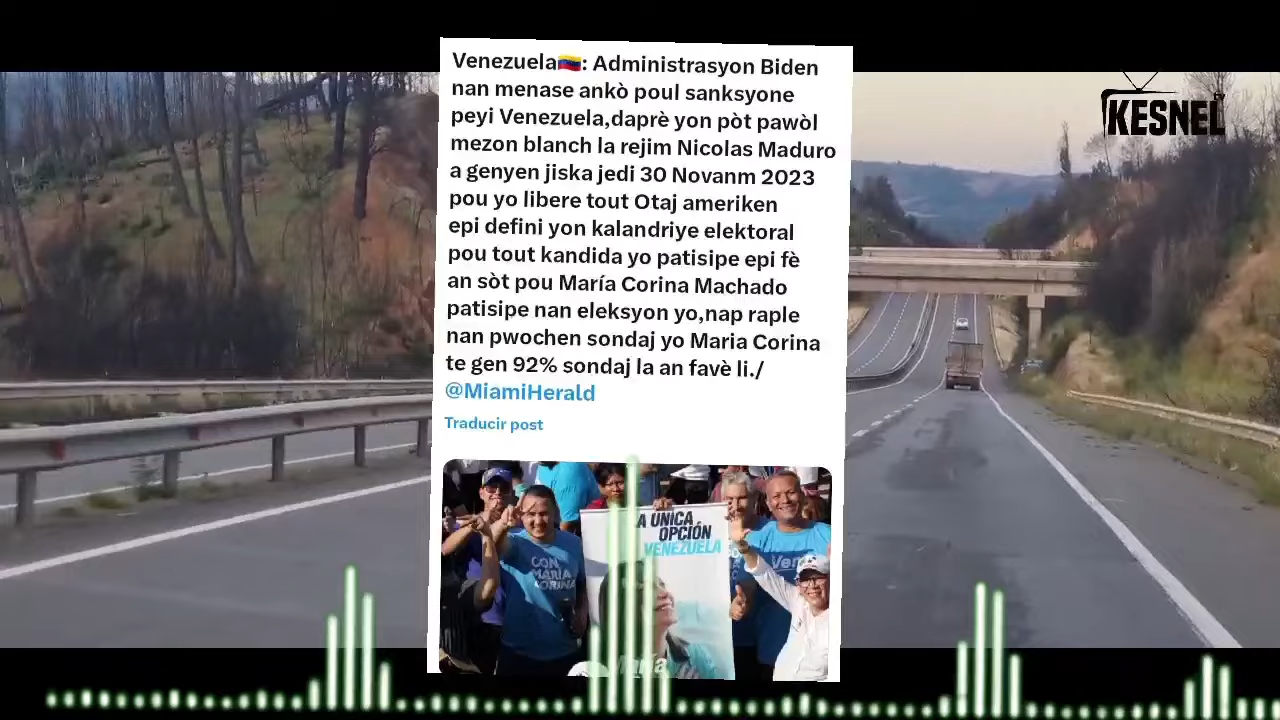 Venezuela🇻🇪: Administrasyon Biden
nan menase ankò poul sanksyone
peyi Venezuela,daprè yon pòt pawòl
mezon blanch la rejim Nicolas Maduro
a genyen jiska jedi 30 Novanm 2023
pou yo libere tout Otaj ameriken
epi defini yon kalandriye elektoral
pou tout kandida yo patisipe epi fè
an sòt pou María Corina Machado
patisipe nan eleksyon yo,nap raple
nan pwochen sondaj yo Maria Corina
te gen 92% sondaj la an favè li./
@MiamiHerald
Traducir post
KESNEL
A UNICA
OPCIÓN
VENEZUELA
CON
MARÍA
CORINA
María